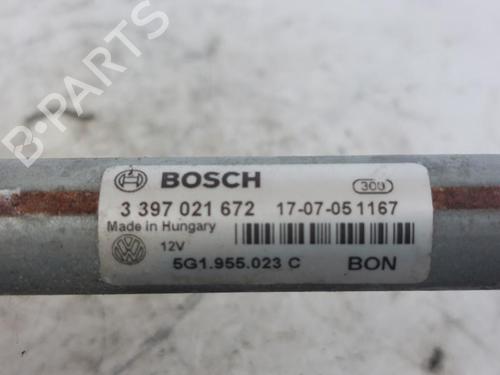 BOSCH
300
3 397 021 672 17-07-05 1167
Made in Hungary
12V
5G1.955.023 C BON
B-PARTS